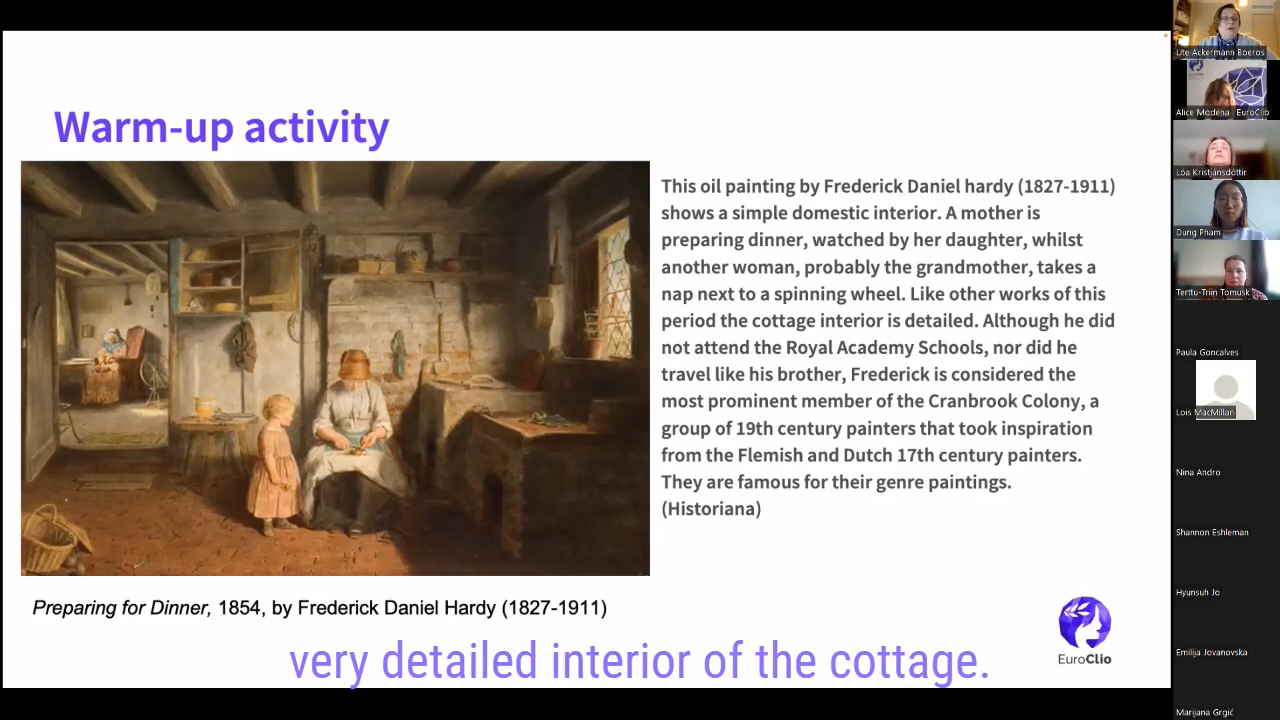 Warm-up activity
This oil painting by Frederick Daniel hardy (1827-1911)
shows a simple domestic interior. A mother is
preparing dinner, watched by her daughter, whilst
another woman, probably the grandmother, takes a
nap next to a spinning wheel. Like other works of this
period the cottage interior is detailed. Although he did
not attend the Royal Academy Schools, nor did he
travel like his brother, Frederick is considered the
most prominent member of the Cranbrook Colony, a
group of 19th century painters that took inspiration
from the Flemish and Dutch 17th century painters.
They are famous for their genre paintings.
(Historiana)
Preparing for Dinner, 1854, by Frederick Daniel Hardy (1827-1911)
EuroClio
very detailed interior of the cottage.
Ute Ackermann Boeros
Alice Modena EuroClio
Lóa Kristjánsdóttir
Dung Pham
Terttu-Triin Tomusk
Paula Goncalves
Lois MacMillan
Nina Andro
Shannon Eshleman
Hyunsuh Jo
Emilija Jovanovska
Marijana Grgić